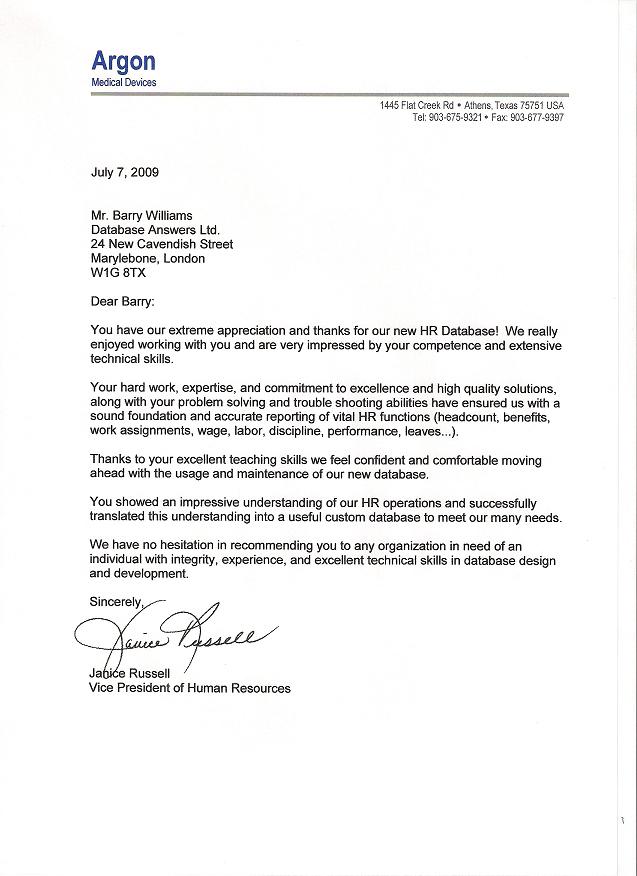 Argon
Medical Devices
1445 Flat Creek Rd • Athens, Texas 75751 USA
Tel: 903-675-9321 • Fax: 903-677-9397
July 7, 2009
Mr. Barry Williams
Database Answers Ltd.
24 New Cavendish Street
Marylebone, London
W1G 8TX
Dear Barry:
You have our extreme appreciation and thanks for our new HR Database! We really
enjoyed working with you and are very impressed by your competence and extensive
technical skills.
Your hard work, expertise, and commitment to excellence and high quality solutions,
along with your problem solving and trouble shooting abilities have ensured us with a
sound foundation and accurate reporting of vital HR functions (headcount, benefits,
work assignments, wage, labor, discipline, performance, leaves...).
Thanks to your excellent teaching skills we feel confident and comfortable moving
ahead with the usage and maintenance of our new database.
You showed an impressive understanding of our HR operations and successfully
translated this understanding into a useful custom database to meet our many needs.
We have no hesitation in recommending you to any organization in need of an
individual with integrity, experience, and excellent technical skills in database design
and development.
Sincerely,
Janice Russell
Janice Russell
Vice President of Human Resources